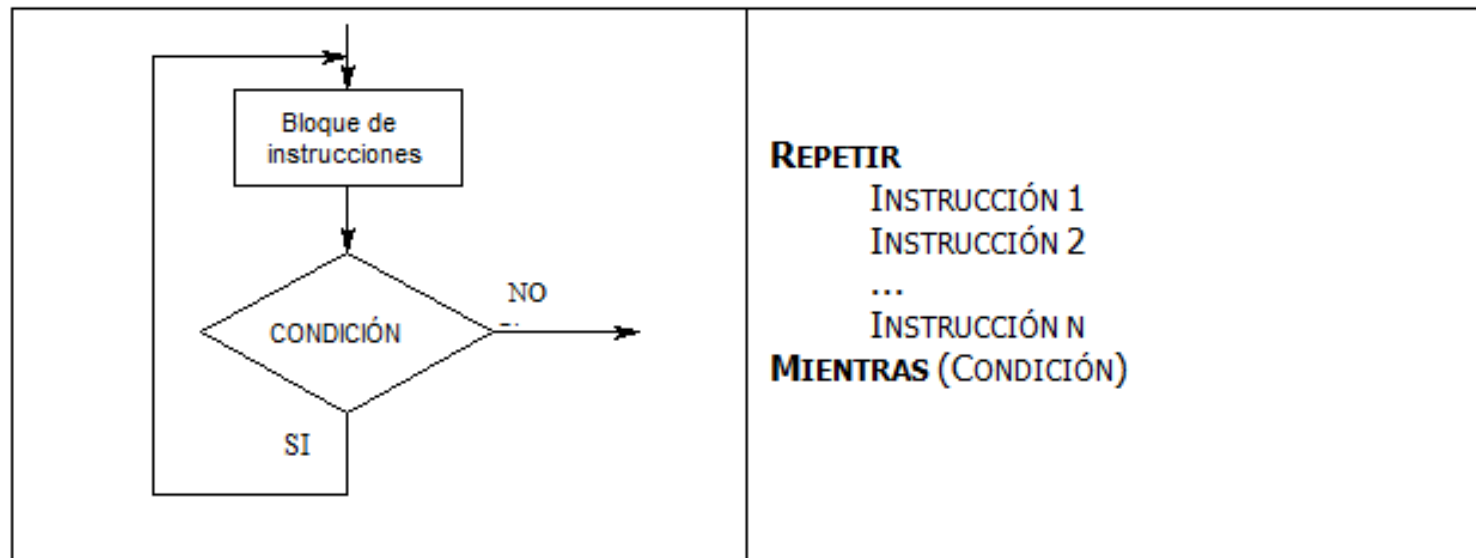 Bloque de
instrucciones
CONDICIÓN
NO
SI
REPETIR
INSTRUCCIÓN 1
INSTRUCCIÓN 2
...
INSTRUCCIÓN N
MIENTRAS (CONDICIÓN)